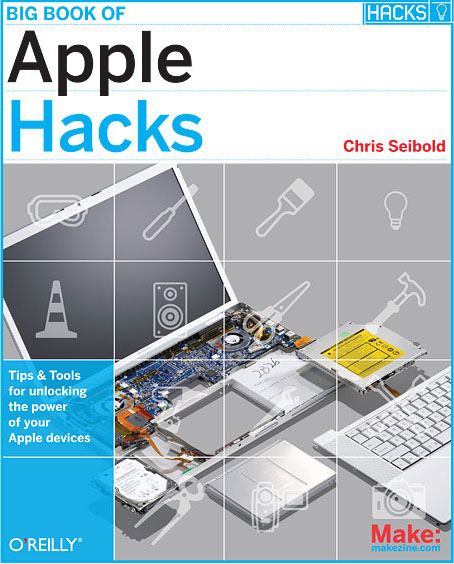 BIG BOOK OF
HACKS
Apple
Hacks
Chris Seibold
Tips & Tools
for unlocking
the power
of your
Apple devices
O'REILLY®
Make:
makezine.com